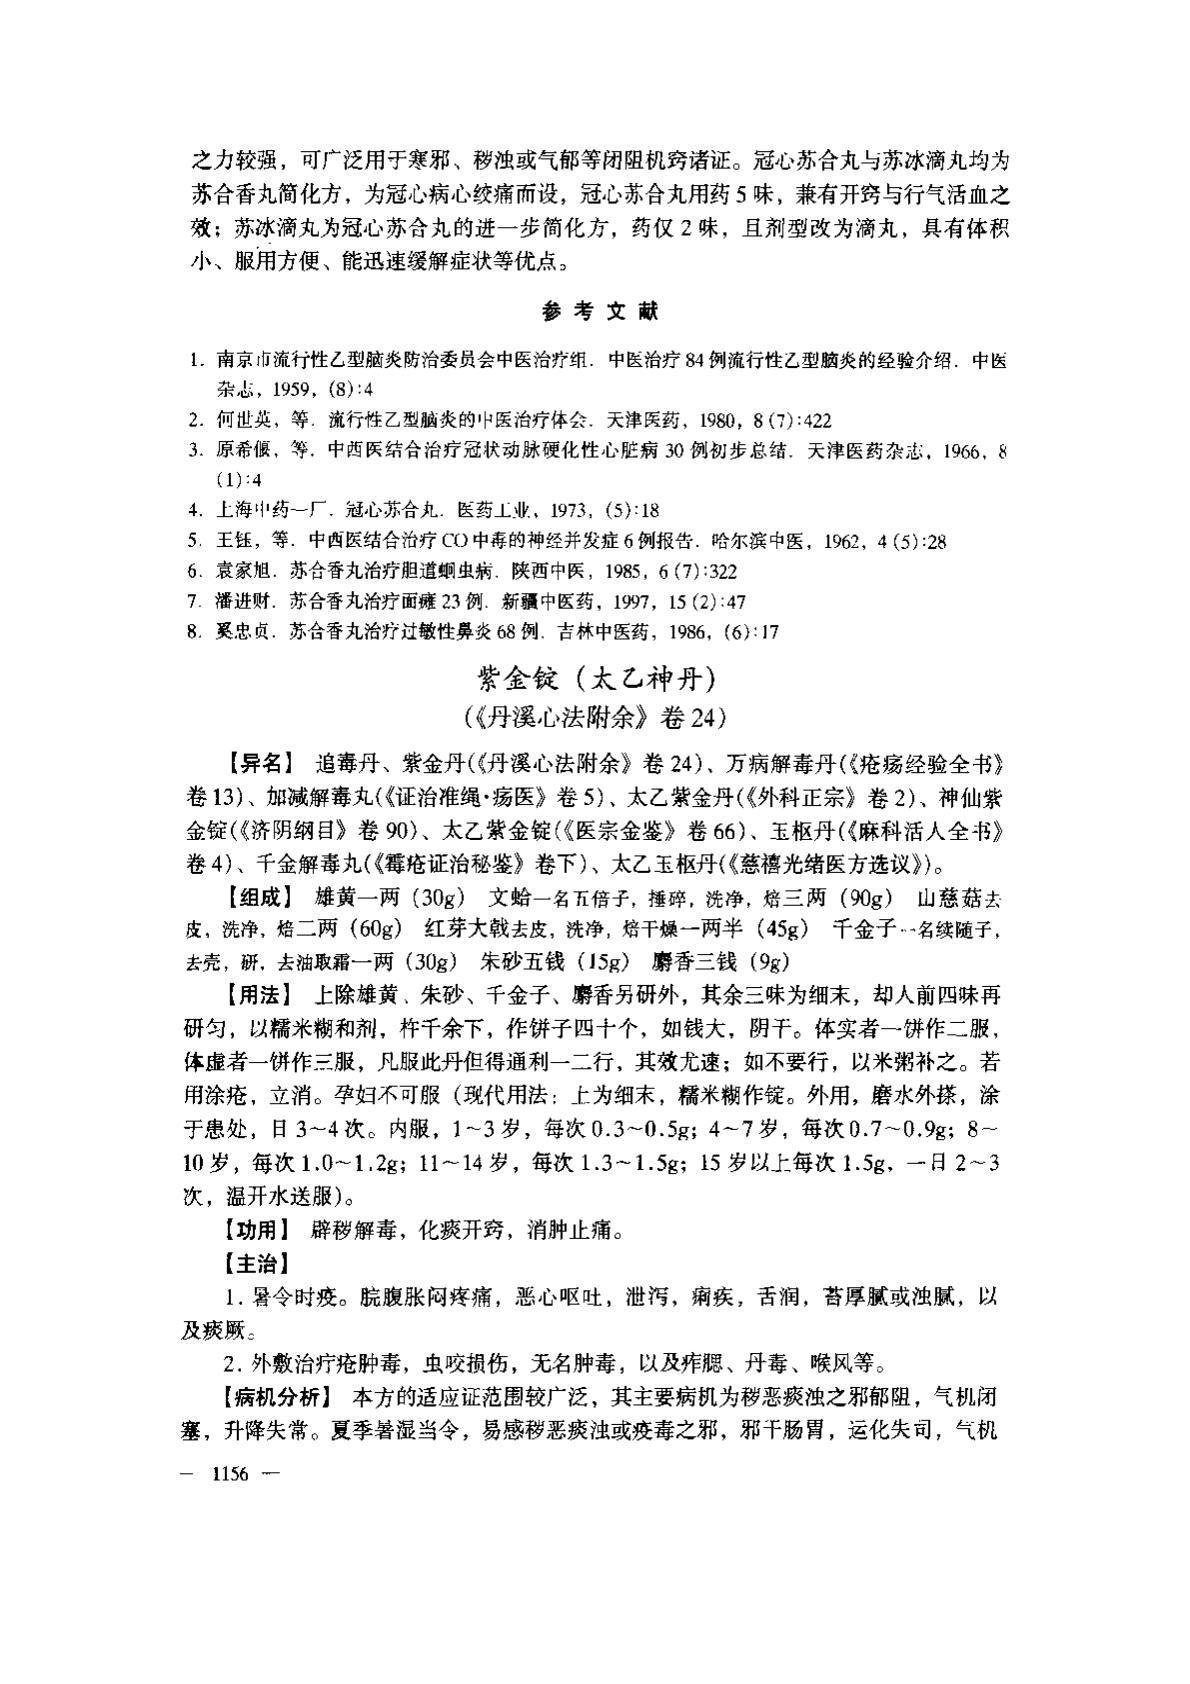 之力较强，可广泛用于寒邪、秽浊或气郁等闭阻机窍诸证。冠心苏合丸与苏冰滴丸均为
苏合香丸简化方，为冠心病心绞痛而设，冠心苏合丸用药 5 味，兼有开窍与行气活血之
效；苏冰滴丸为冠心苏合丸的进一步简化方，药仅 2 味，且剂型改为滴丸，具有体积
小、服用方便、能迅速缓解症状等优点。
参 考 文 献
1. 南京市流行性乙型脑炎防治委员会中医治疗组．中医治疗 84 例流行性乙型脑炎的经验介绍．中医
杂志，1959，(8):4
2. 何世英，等．流行性乙型脑炎的中医治疗体会．天津医药，1980，8 (7):422
3. 原希偃，等．中西医结合治疗冠状动脉硬化性心脏病 30 例初步总结．天津医药杂志，1966，8
(1):4
4. 上海中药一厂．冠心苏合丸．医药工业，1973，(5):18
5. 王钰，等．中西医结合治疗 CO 中毒的神经并发症 6 例报告．哈尔滨中医，1962，4 (5):28
6. 袁家旭．苏合香丸治疗胆道蛔虫病．陕西中医，1985，6 (7):322
7. 潘进财．苏合香丸治疗面瘫 23 例．新疆中医药，1997，15 (2):47
8. 奚忠贞．苏合香丸治疗过敏性鼻炎 68 例．吉林中医药，1986，(6):17
紫金锭（太乙神丹）
(《丹溪心法附余》卷 24)
【异名】 追毒丹、紫金丹(《丹溪心法附余》卷 24)、万病解毒丹(《疮疡经验全书》
卷 13)、加减解毒丸(《证治准绳·疡医》卷 5)、太乙紫金丹(《外科正宗》卷 2)、神仙紫
金锭(《济阴纲目》卷 90)、太乙紫金锭(《医宗金鉴》卷 66)、玉枢丹(《麻科活人全书》
卷 4)、千金解毒丸(《霉疮证治秘鉴》卷下)、太乙玉枢丹(《慈禧光绪医方选议》)。
【组成】 雄黄一两（30g） 文蛤一名五倍子，捶碎，洗净，焙三两（90g） 山慈菇去
皮，洗净，焙二两（60g） 红芽大戟去皮，洗净，焙干燥一两半（45g） 千金子一名续随子，
去壳，研，去油取霜一两（30g） 朱砂五钱（15g） 麝香三钱（9g）
【用法】 上除雄黄、朱砂、千金子、麝香另研外，其余三味为细末，却入前四味再
研匀，以糯米糊和剂，杵千余下，作饼子四十个，如钱大，阴干。体实者一饼作二服，
体虚者一饼作三服，凡服此丹但得通利一二行，其效尤速；如不要行，以米粥补之。若
用涂疮，立消。孕妇不可服（现代用法：上为细末，糯米糊作锭。外用，磨水外搽，涂
于患处，日 3～4 次。内服，1～3 岁，每次 0.3～0.5g；4～7 岁，每次 0.7～0.9g；8～
10 岁，每次 1.0～1.2g；11～14 岁，每次 1.3～1.5g；15 岁以上每次 1.5g，一日 2～3
次，温开水送服）。
【功用】 辟秽解毒，化痰开窍，消肿止痛。
【主治】
1. 暑令时疫。脘腹胀闷疼痛，恶心呕吐，泄泻，痢疾，舌润，苔厚腻或浊腻，以
及痰厥。
2. 外敷治疗疮肿毒，虫咬损伤，无名肿毒，以及痄腮、丹毒、喉风等。
【病机分析】 本方的适应证范围较广泛，其主要病机为秽恶痰浊之邪郁阻，气机闭
塞，升降失常。夏季暑湿当令，易感秽恶痰浊或疫毒之邪，邪干肠胃，运化失司，气机
— 1156 —